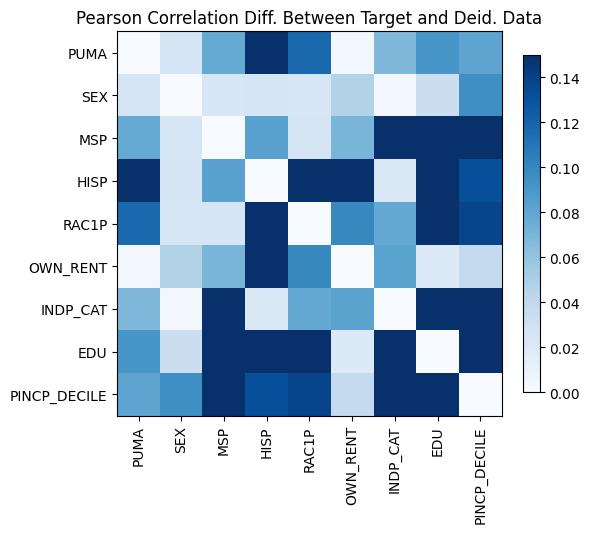 Pearson Correlation Diff. Between Target and Deid. Data
PUMA
SEX
MSP
HISP
RAC1P
OWN_RENT
INDP_CAT
EDU
PINCP_DECILE
PUMA
SEX
MSP
HISP
RAC1P
OWN_RENT
INDP_CAT
EDU
PINCP_DECILE
0.14
0.12
0.10
0.08
0.06
0.04
0.02
0.00